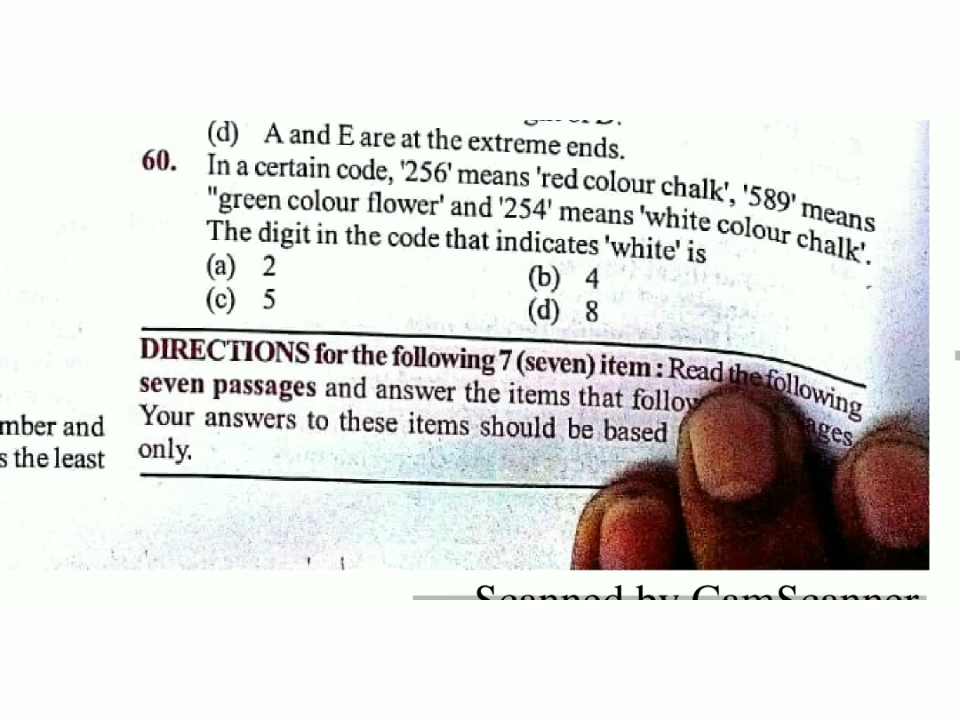 (d) A and E are at the extreme ends.
60. In a certain code, '256' means 'red colour chalk', '589' means
"green colour flower' and '254' means 'white colour chalk'.
The digit in the code that indicates 'white' is
(a) 2 (b) 4
(c) 5 (d) 8
DIRECTIONS for the following 7 (seven) item : Read the following
seven passages and answer the items that follow
mber and Your answers to these items should be based
s the least only.
Scanned by CamScanner